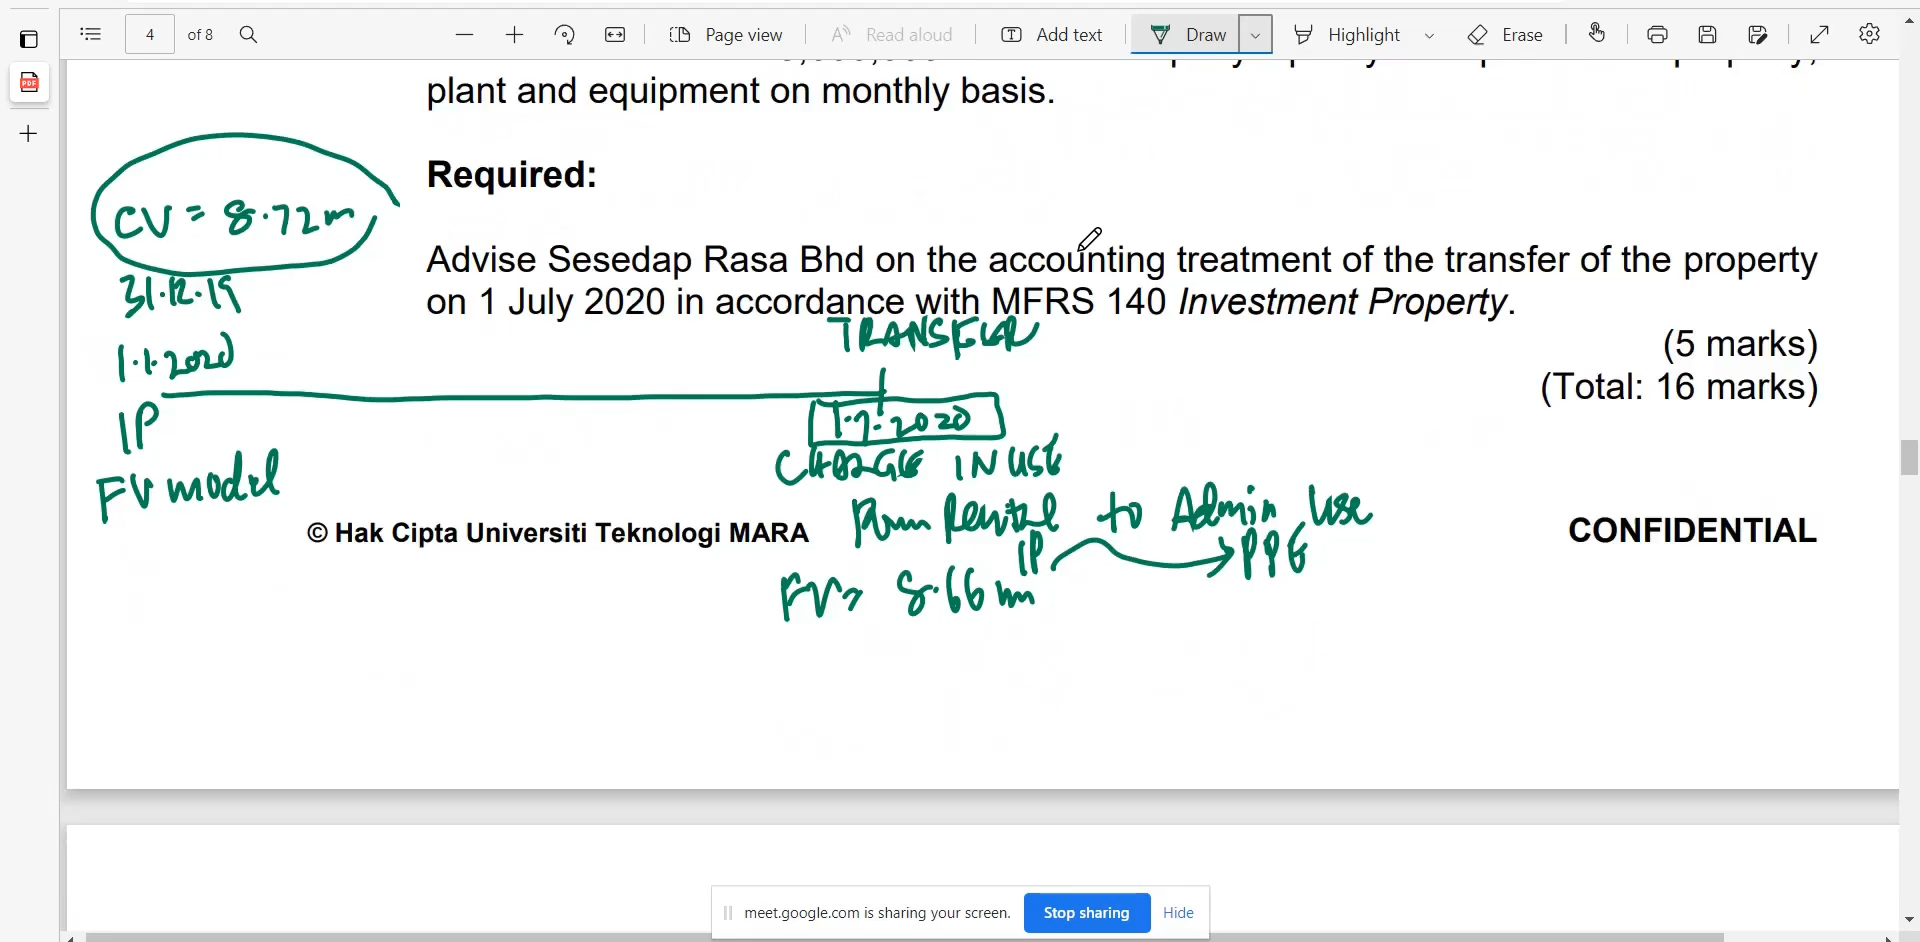 4 of 8 Page view Read aloud Add text Draw Highlight Erase
plant and equipment on monthly basis.
Required:
CV = 8.72m
31.12.19
1.1.2020
IP
FV model
Advise Sesedap Rasa Bhd on the accounting treatment of the transfer of the property
on 1 July 2020 in accordance with MFRS 140 Investment Property.
TRANSFER
(5 marks)
(Total: 16 marks)
1.7.2020
CHANGE IN USE
from Rental to Admin Use
IP PPE
FV = 8.66m
© Hak Cipta Universiti Teknologi MARA CONFIDENTIAL
meet.google.com is sharing your screen. Stop sharing Hide